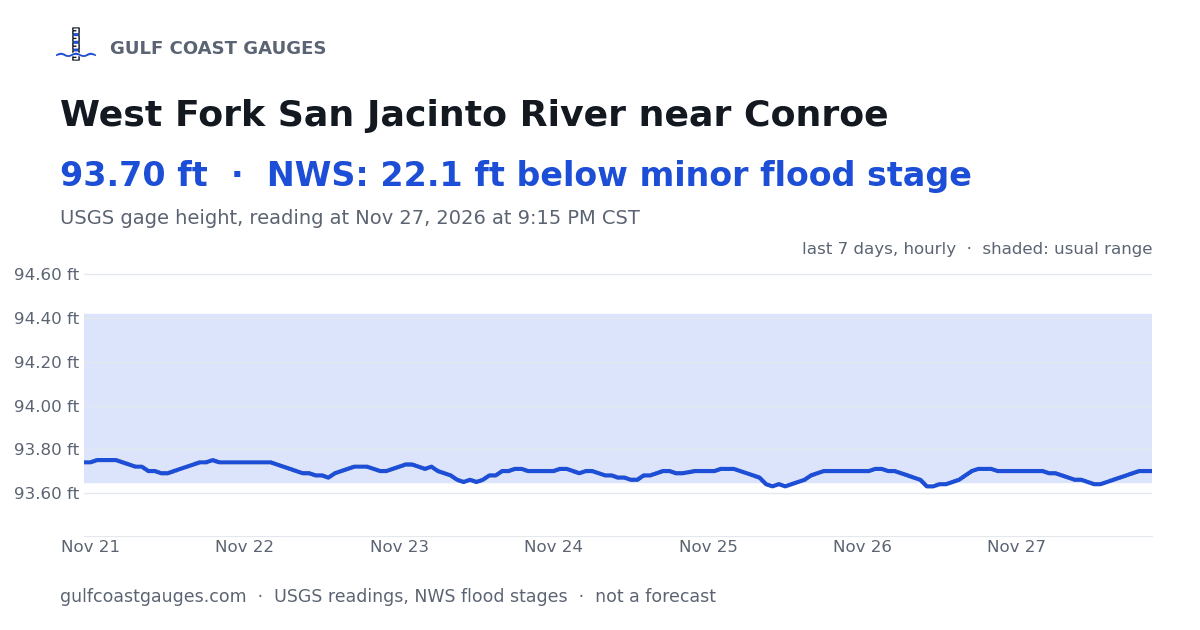 GULF COAST GAUGES
West Fork San Jacinto River near Conroe
93.70 ft · NWS: 22.1 ft below minor flood stage
USGS gage height, reading at Nov 27, 2026 at 9:15 PM CST
last 7 days, hourly · shaded: usual range
94.60 ft
94.40 ft
94.20 ft
94.00 ft
93.80 ft
93.60 ft
Nov 21 Nov 22 Nov 23 Nov 24 Nov 25 Nov 26 Nov 27
gulfcoastgauges.com · USGS readings, NWS flood stages · not a forecast